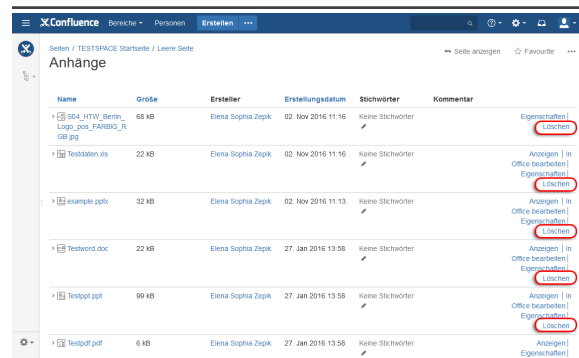 Confluence Bereiche Personen Erstellen ...
Seiten / TESTSPACE Startseite / Leere Seite
Seite anzeigen Favourite ...
Anhänge
Name Größe Ersteller Erstellungsdatum Stichwörter Kommentar
S04_HTW_Berlin_ 68 kB Elena Sophia Zepik 02. Nov 2016 11:16 Keine Stichwörter Eigenschaften |
Logo_pos_FARBIG_R Löschen
GB.jpg
Testdaten.xls 22 kB Elena Sophia Zepik 02. Nov 2016 11:16 Keine Stichwörter Anzeigen | In
Office bearbeiten |
Eigenschaften |
Löschen
example.pptx 32 kB Elena Sophia Zepik 02. Nov 2016 11:13 Keine Stichwörter Anzeigen | In
Office bearbeiten |
Eigenschaften |
Löschen
Testword.doc 22 kB Elena Sophia Zepik 27. Jan 2016 13:58 Keine Stichwörter Anzeigen | In
Office bearbeiten |
Eigenschaften |
Löschen
Testppt.ppt 99 kB Elena Sophia Zepik 27. Jan 2016 13:58 Keine Stichwörter Anzeigen | In
Office bearbeiten |
Eigenschaften |
Löschen
Testpdf.pdf 6 kB Elena Sophia Zepik 27. Jan 2016 13:58 Keine Stichwörter Anzeigen |
Eigenschaften |